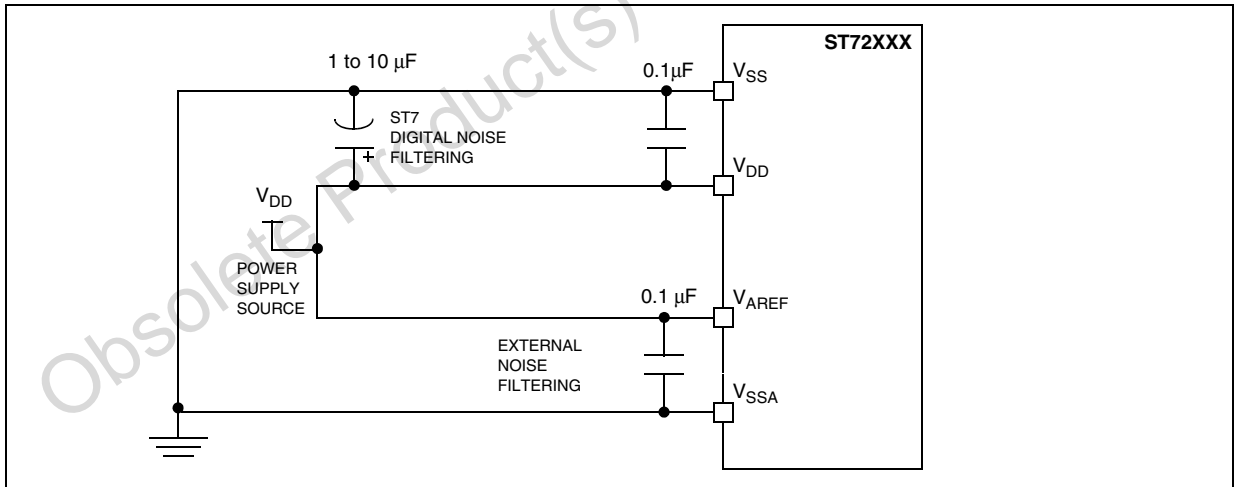 ST72XXX
1 to 10 μF
0.1μF
VSS
ST7
DIGITAL NOISE
+ FILTERING
VDD
VDD
POWER
SUPPLY
SOURCE
0.1 μF
VAREF
EXTERNAL
NOISE
FILTERING
VSSA
Obsolete Product(s)